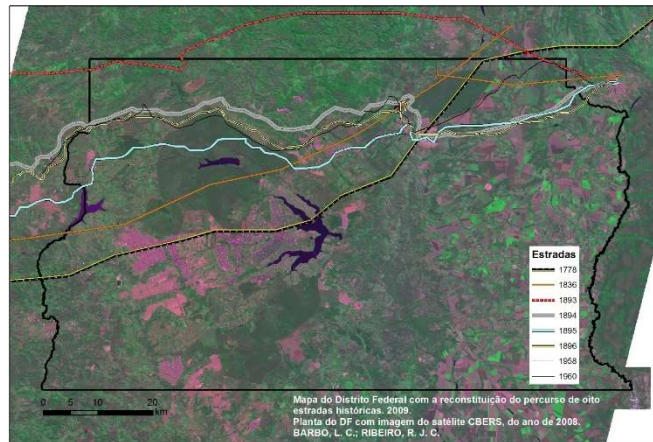 Estradas
1778
1836
1893
1894
1895
1896
1958
1960
0 5 10 20
km
Mapa do Distrito Federal com a reconstituição do percurso de oito
estradas históricas. 2009.
Planta do DF com imagem do satélite CBERS, do ano de 2008.
BARBO, L. C.; RIBEIRO, R. J. C.